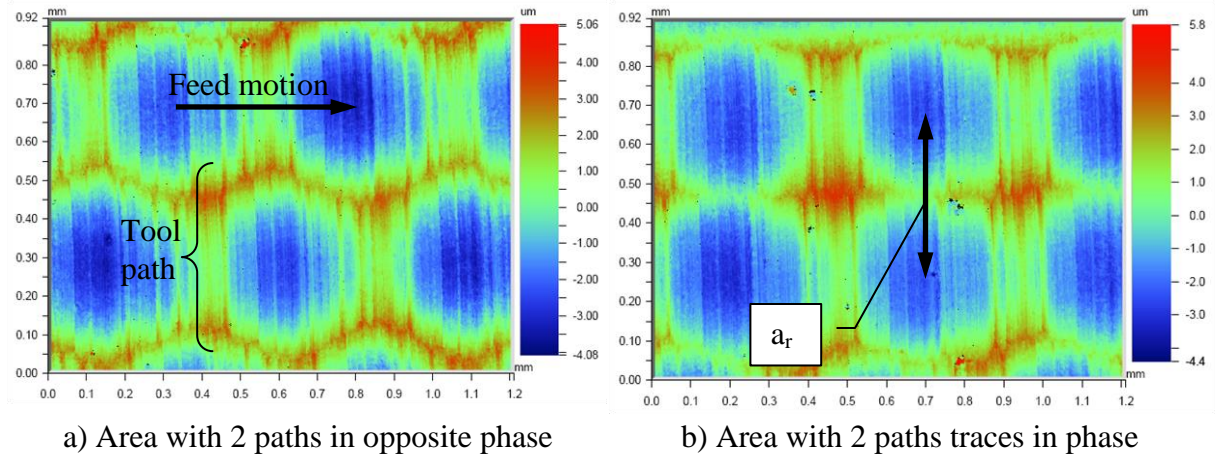 mm
0.92
0.80
0.70
0.60
0.50
0.40
0.30
0.20
0.10
0.00
0.0 0.1 0.2 0.3 0.4 0.5 0.6 0.7 0.8 0.9 1.0 1.1 1.2
mm
um
5.06
4.00
3.00
2.00
1.00
0.00
-1.00
-2.00
-3.00
-4.08
Feed motion
Tool
path
a) Area with 2 paths in opposite phase
mm
0.92
0.80
0.70
0.60
0.50
0.40
0.30
0.20
0.10
0.00
0.0 0.1 0.2 0.3 0.4 0.5 0.6 0.7 0.8 0.9 1.0 1.2
mm
um
5.8
4.0
3.0
2.0
1.0
0.0
-1.0
-2.0
-3.0
-4.4
ar
b) Area with 2 paths traces in phase